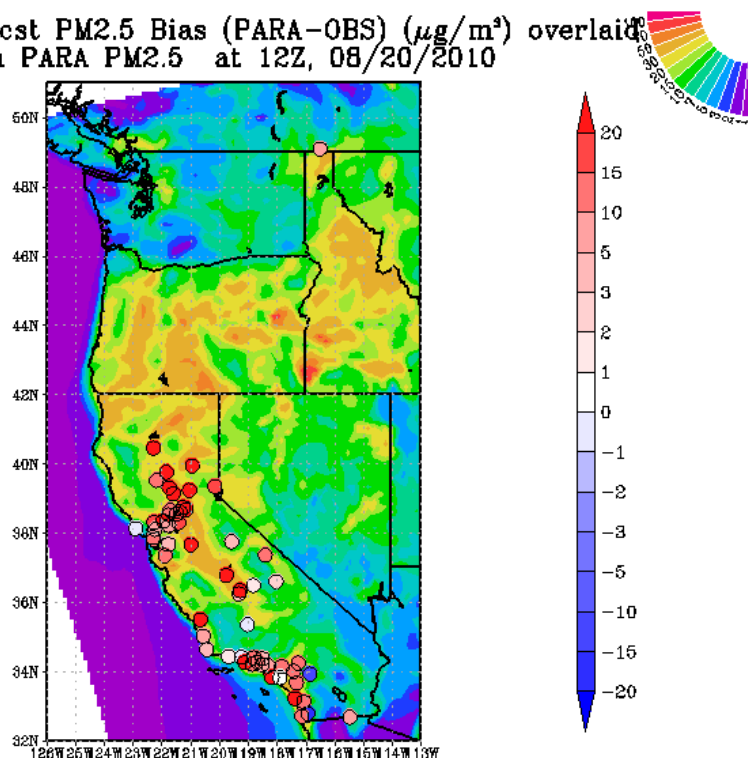 cst PM2.5 Bias (PARA-OBS) (μg/m³) overlaid
PARA PM2.5 at 12Z, 08/20/2010
50N
48N
46N
44N
42N
40N
38N
36N
34N
32N
126W 125W 124W 123W 122W 121W 120W 119W 118W 117W 116W 115W 114W 113W
20
15
10
5
3
2
1
0
-1
-2
-3
-5
-10
-15
-20